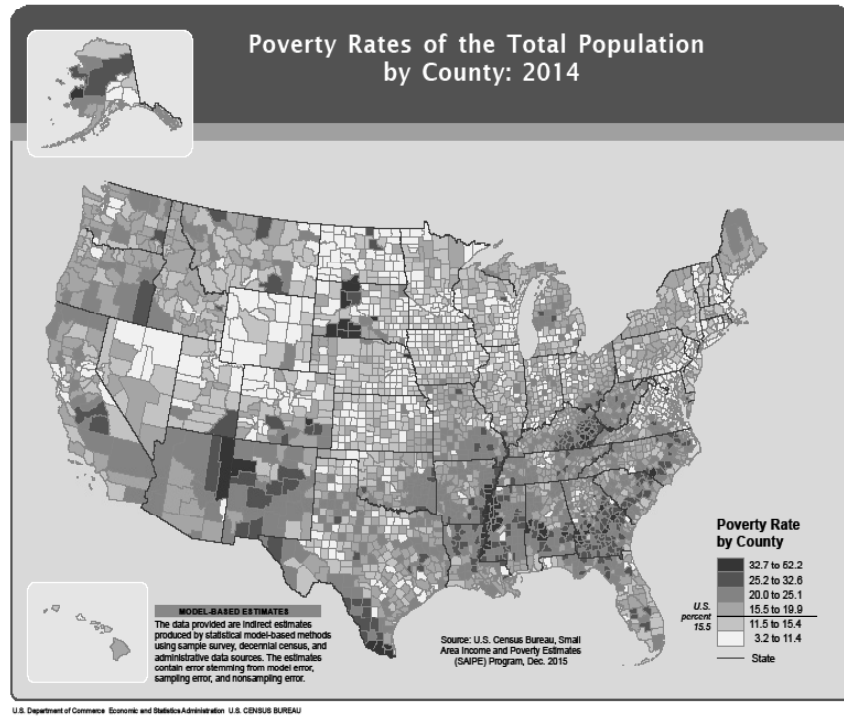 Poverty Rates of the Total Population
by County: 2014
Poverty Rate
by County
32.7 to 52.2
25.2 to 32.6
20.0 to 25.1
15.5 to 19.9
11.5 to 15.4
3.2 to 11.4
U.S.
percent
15.5
State
MODEL-BASED ESTIMATES
The data provided are indirect estimates
produced by statistical model-based methods
using sample survey, decennial census, and
administrative data sources. The estimates
contain error stemming from model error,
sampling error, and nonsampling error.
Source: U.S. Census Bureau, Small
Area Income and Poverty Estimates
(SAIPE) Program, Dec. 2015
U.S. Department of Commerce Economic and Statistics Administration U.S. CENSUS BUREAU